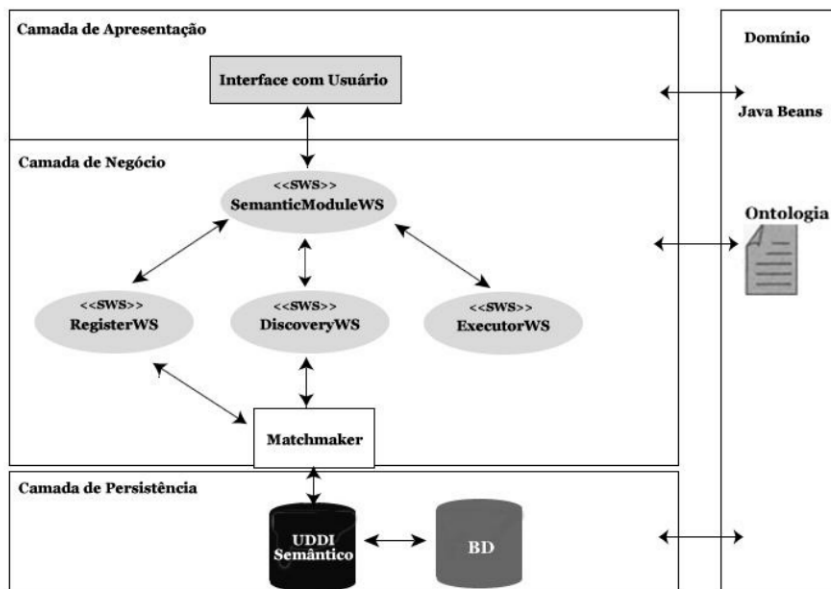 Camada de Apresentação
Interface com Usuário
Domínio
Java Beans
Ontologia
Camada de Negócio
<<SWS>>
SemanticModuleWS
<<SWS>>
RegisterWS
<<SWS>>
DiscoveryWS
<<SWS>>
ExecutorWS
Matchmaker
Camada de Persistência
UDDI
Semântico
BD